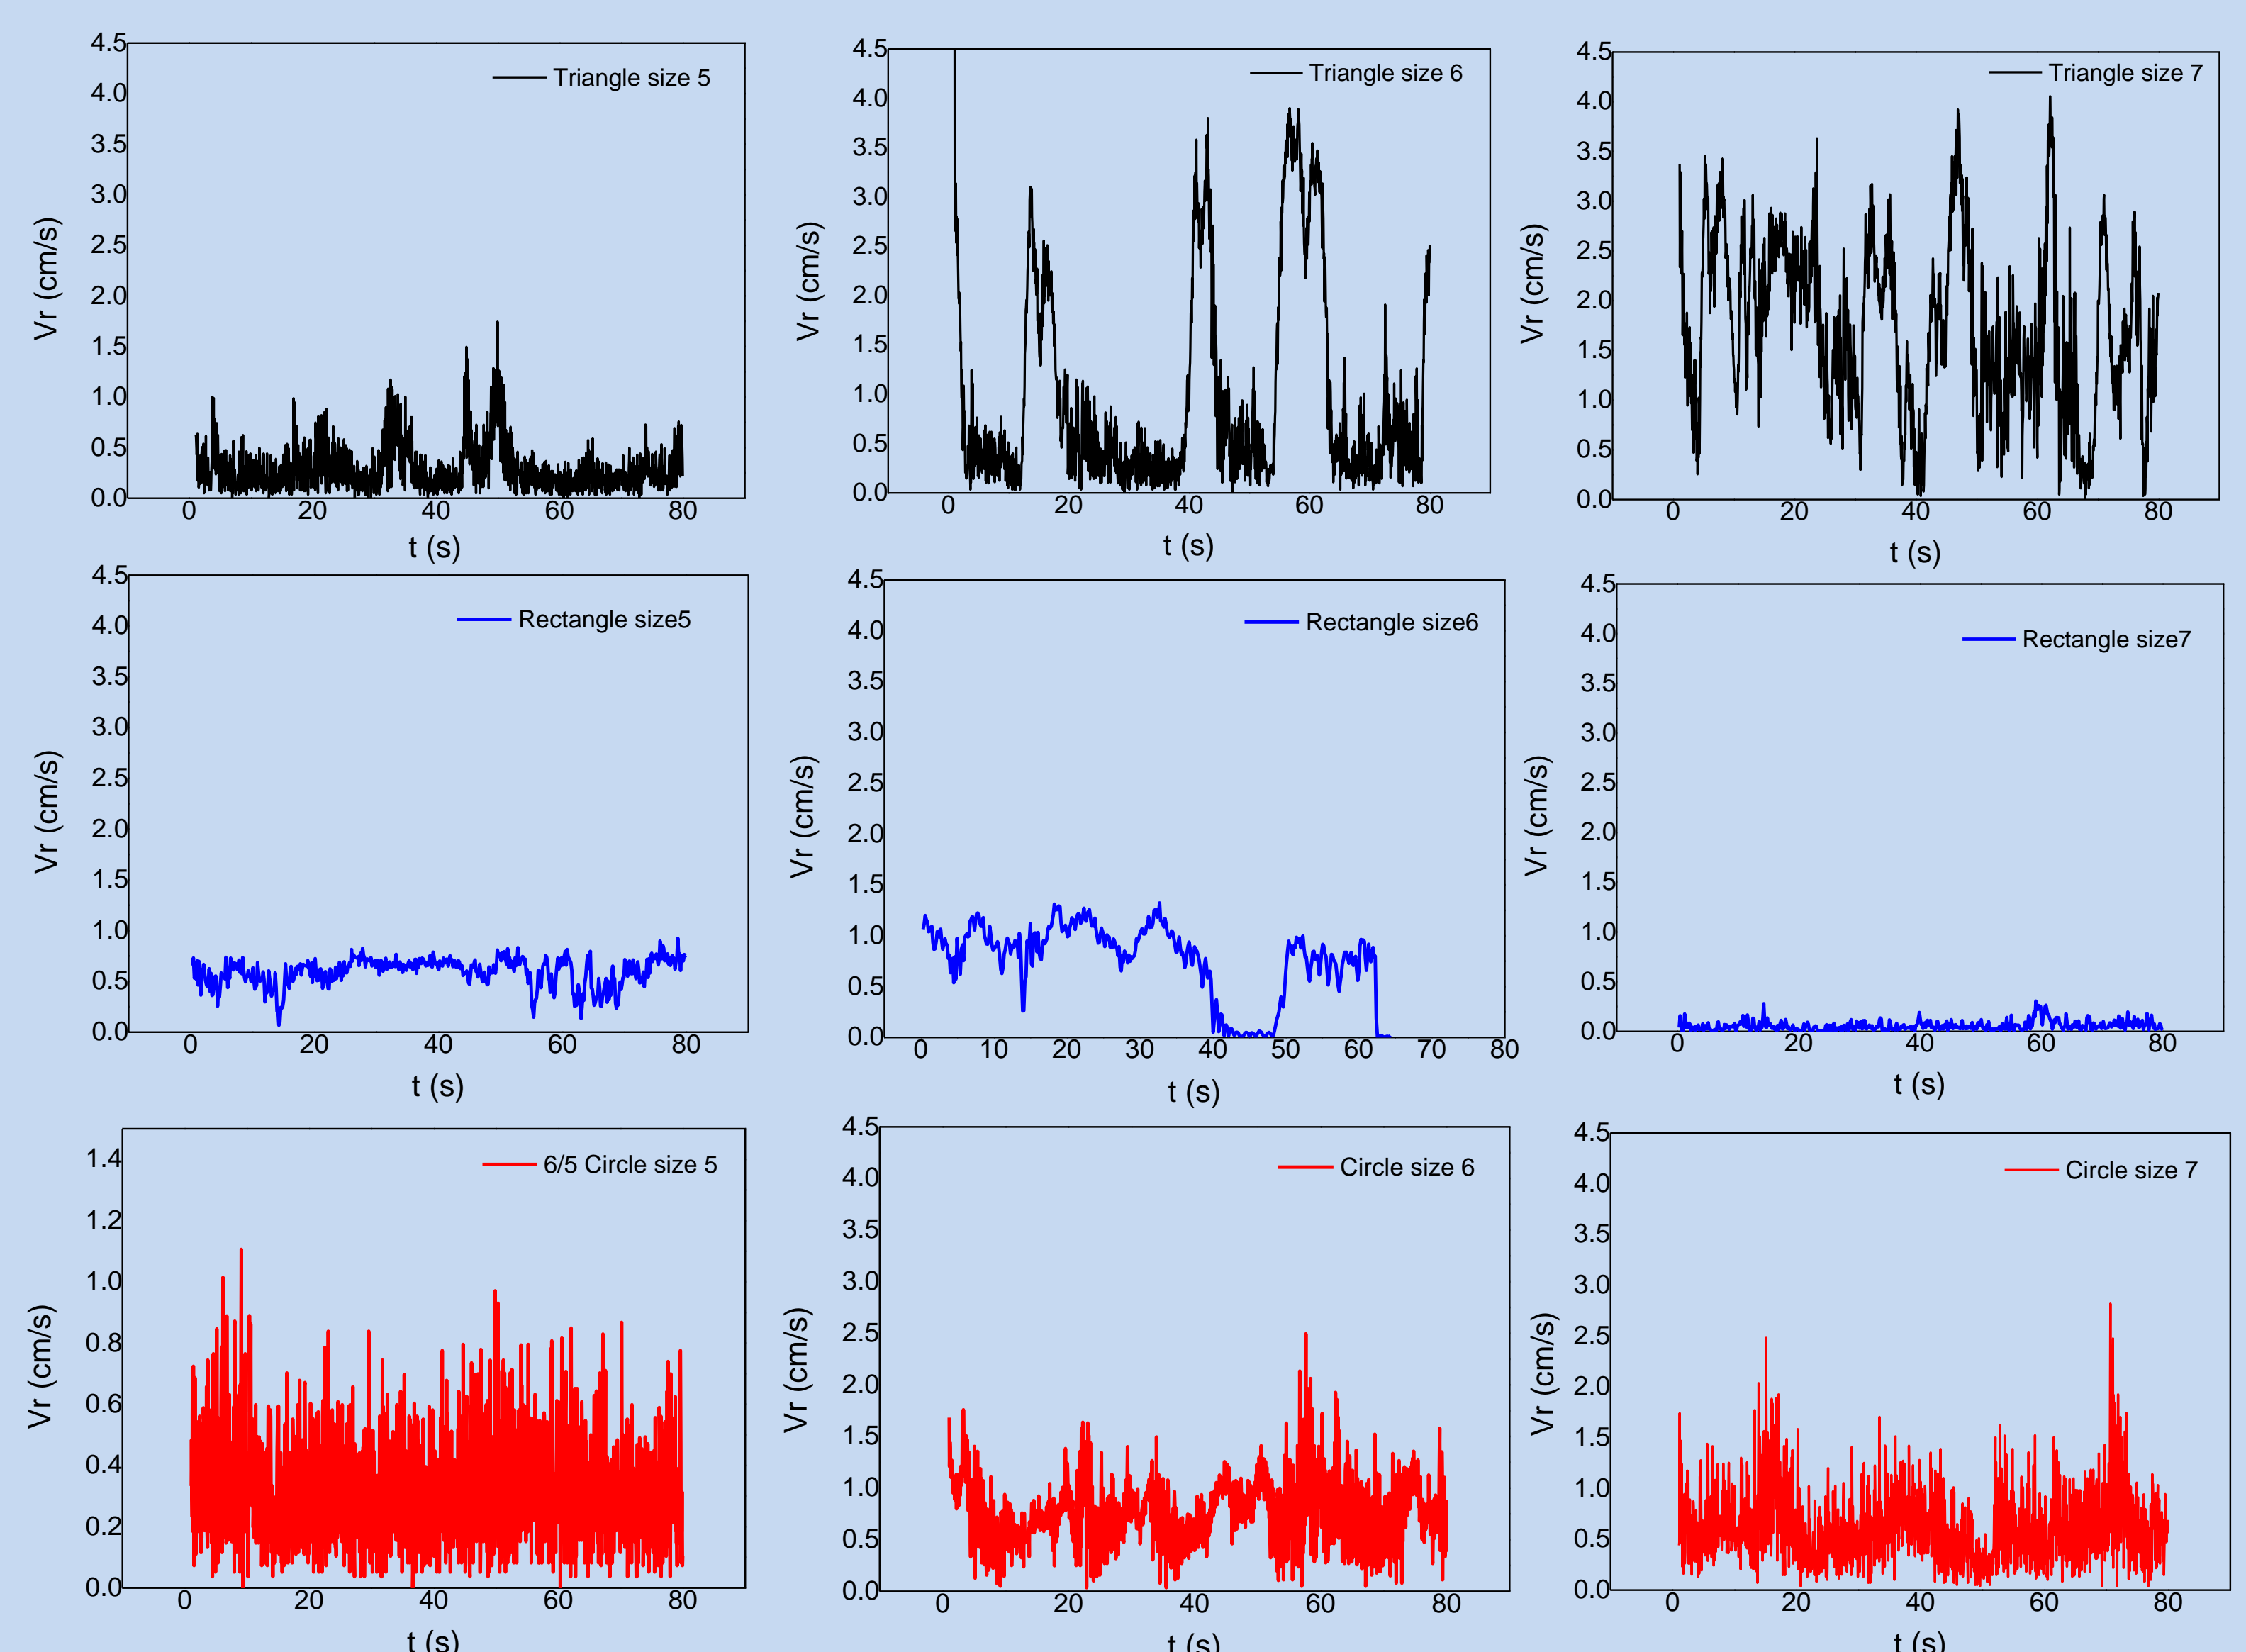 4.5
4.0
3.5
3.0
2.5
2.0
1.5
1.0
0.5
0.0
Vr (cm/s)
Triangle size 5
0 20 40 60 80
t (s)
4.5
4.0
3.5
3.0
2.5
2.0
1.5
1.0
0.5
0.0
Vr (cm/s)
Triangle size 6
0 20 40 60 80
t (s)
4.5
4.0
3.5
3.0
2.5
2.0
1.5
1.0
0.5
0.0
Vr (cm/s)
Triangle size 7
0 20 40 60 80
t (s)
4.5
4.0
3.5
3.0
2.5
2.0
1.5
1.0
0.5
0.0
Vr (cm/s)
Rectangle size5
0 20 40 60 80
t (s)
4.5
4.0
3.5
3.0
2.5
2.0
1.5
1.0
0.5
0.0
Vr (cm/s)
Rectangle size6
0 10 20 30 40 50 60 70 80
t (s)
4.5
4.0
3.5
3.0
2.5
2.0
1.5
1.0
0.5
0.0
Vr (cm/s)
Rectangle size7
0 20 40 60 80
t (s)
1.4
1.2
1.0
0.8
0.6
0.4
0.2
0.0
Vr (cm/s)
6/5 Circle size 5
0 20 40 60 80
t (s)
4.5
4.0
3.5
3.0
2.5
2.0
1.5
1.0
0.5
0.0
Vr (cm/s)
Circle size 6
0 20 40 60 80
t (s)
4.5
4.0
3.5
3.0
2.5
2.0
1.5
1.0
0.5
0.0
Vr (cm/s)
Circle size 7
0 20 40 60 80
t (s)